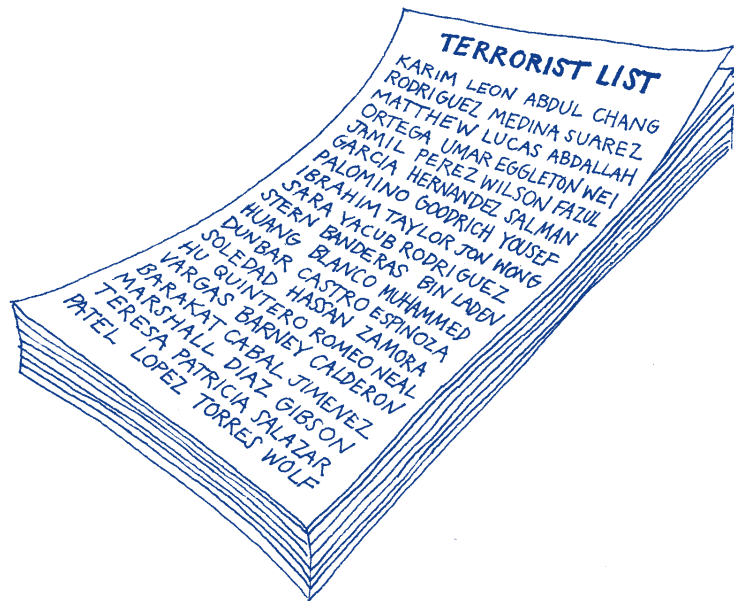 TERRORIST LIST
KARIM LEON ABDUL CHANG
RODRIGUEZ MEDINA SUAREZ
MATTHEW LUCAS ABDALLAH
ORTEGA UMAR EGGLETON WEI
JAMIL PEREZ WILSON FAZUL
GARCIA HERNANDEZ SALMAN
PALOMINO GOODRICH YOUSEF
IBRAHIM TAYLOR JON WONG
SARA YACUB RODRIGUEZ
STERN BANDERAS BIN LADEN
HUANG BLANCO MUHAMMED
DUNBAR CASTRO ESPINOZA
SOLEDAD HASSAN ZAMORA
HU QUINTERO ROMEO NEAL
VARGAS BARNEY CALDERON
BARAKAT CABAL JIMENEZ
MARSHALL DIAZ GIBSON
TERESA PATRICIA SALAZAR
PATEL LOPEZ TORRES WOLF